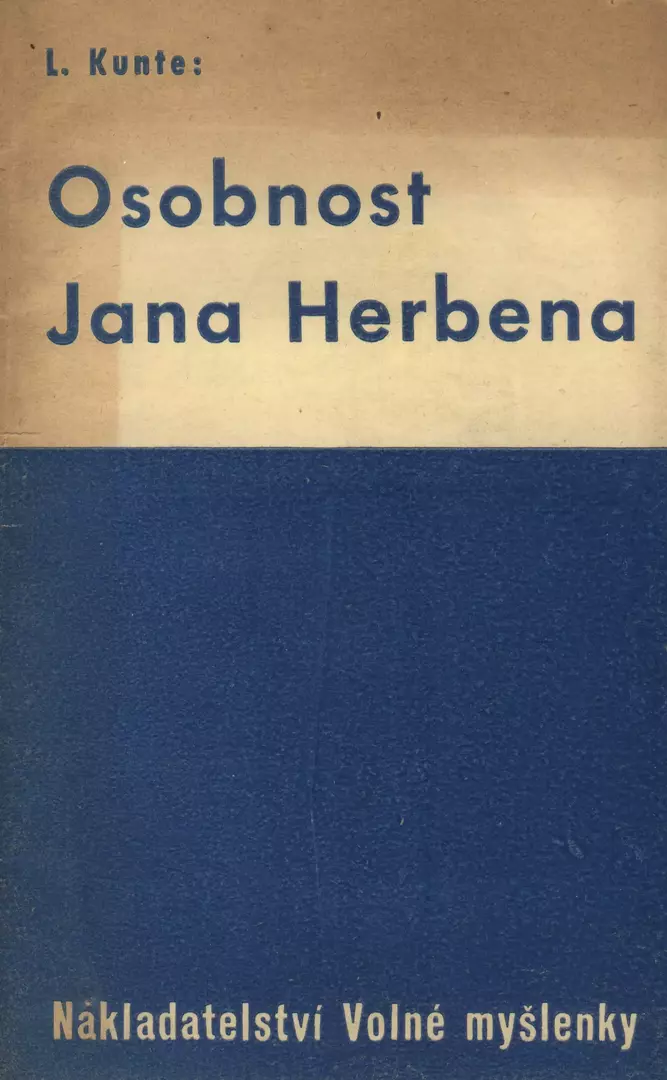 L. Kunte:
Osobnost
Jana Herbena
Nakladatelství Volné myšlenky